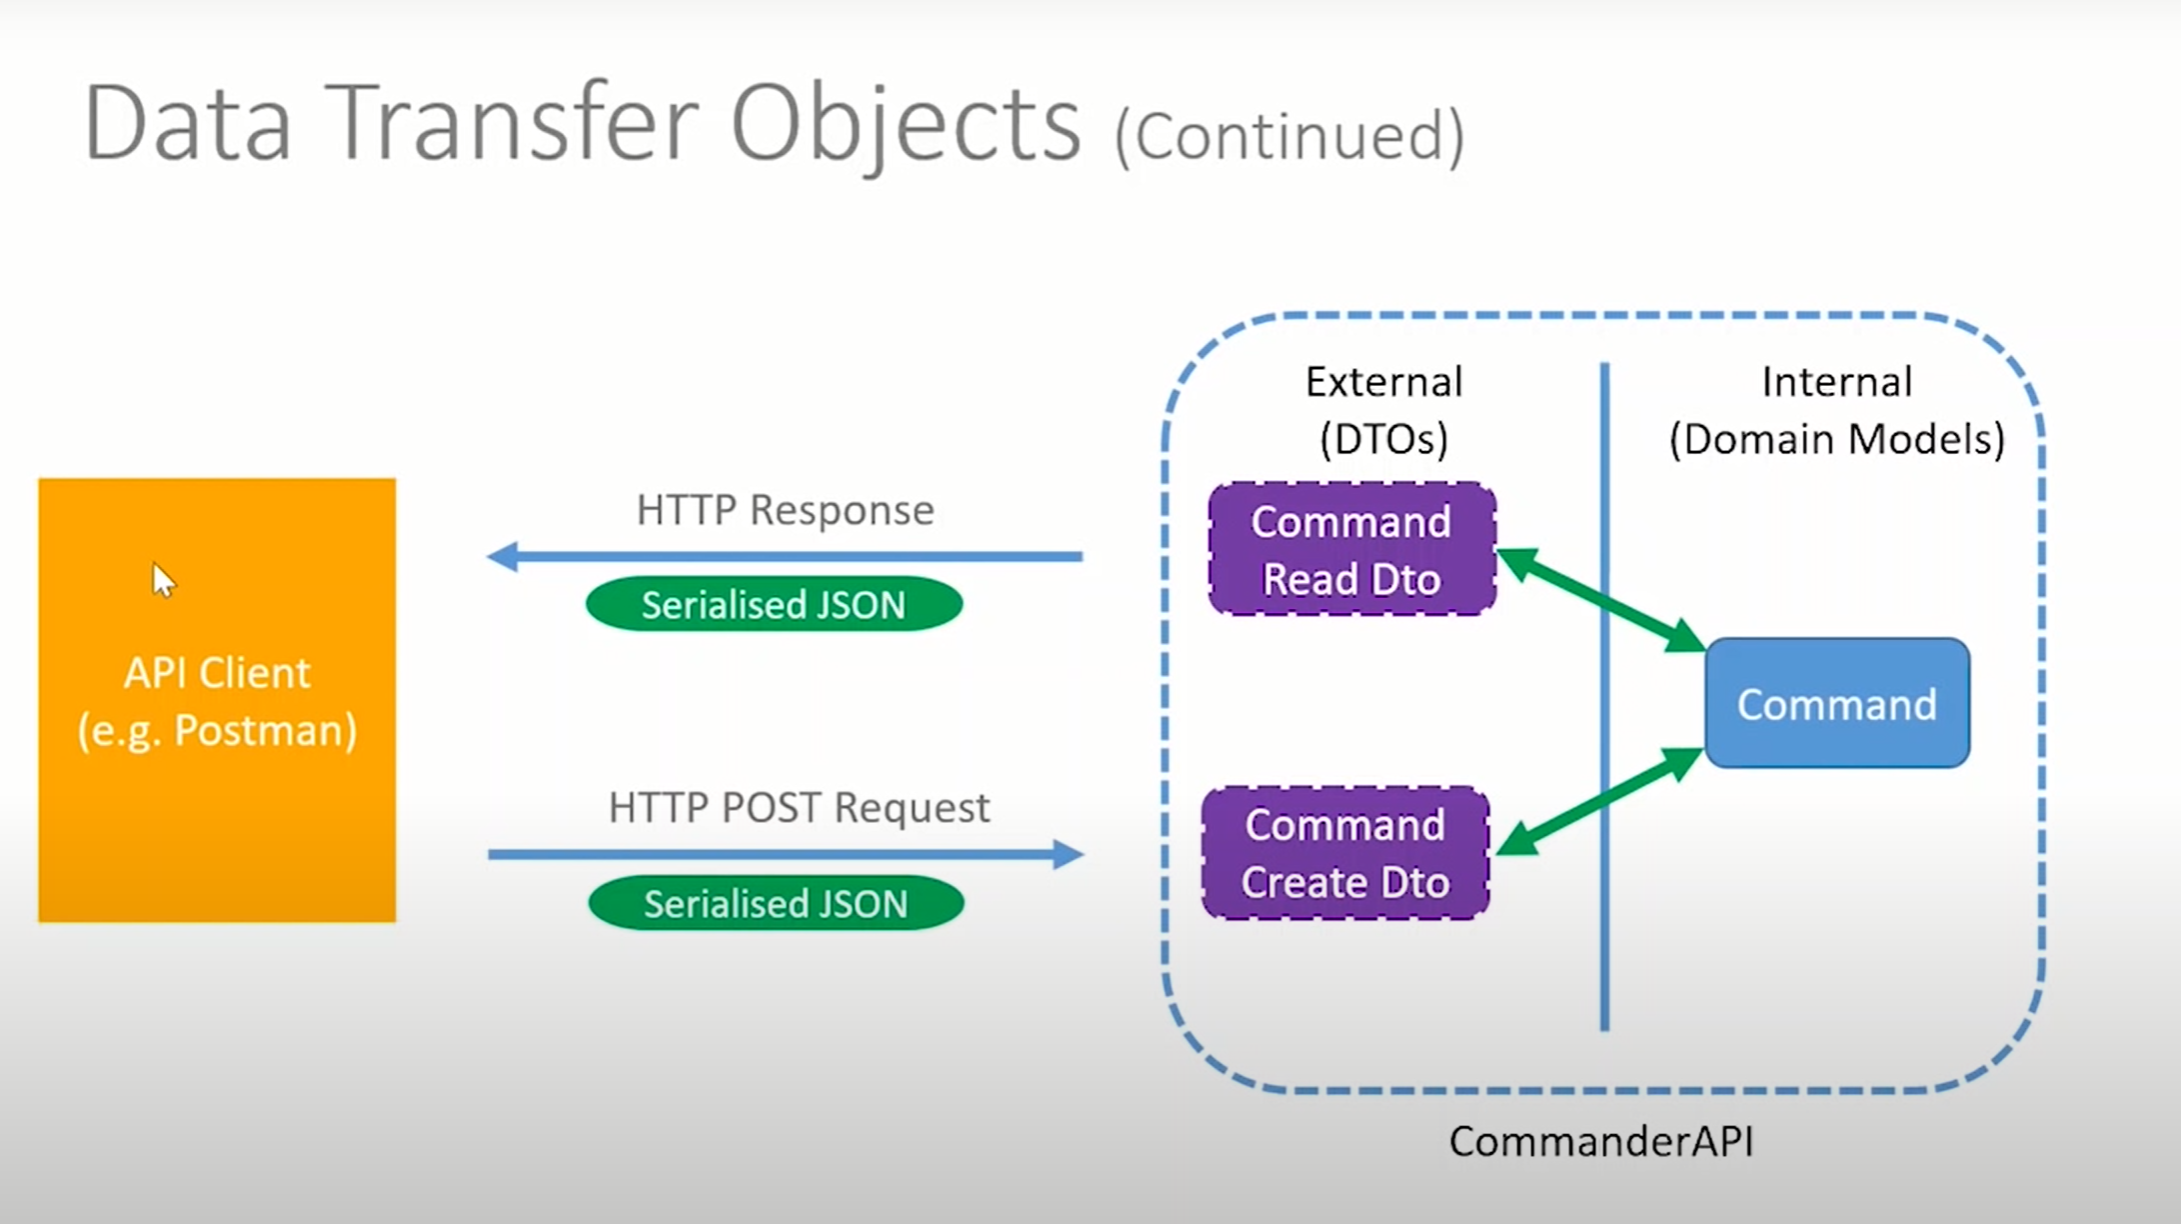 Data Transfer Objects (Continued)
API Client
(e.g. Postman)
HTTP Response
Serialised JSON
HTTP POST Request
Serialised JSON
External
(DTOs)
Command
Read Dto
Command
Create Dto
Internal
(Domain Models)
Command
CommanderAPI